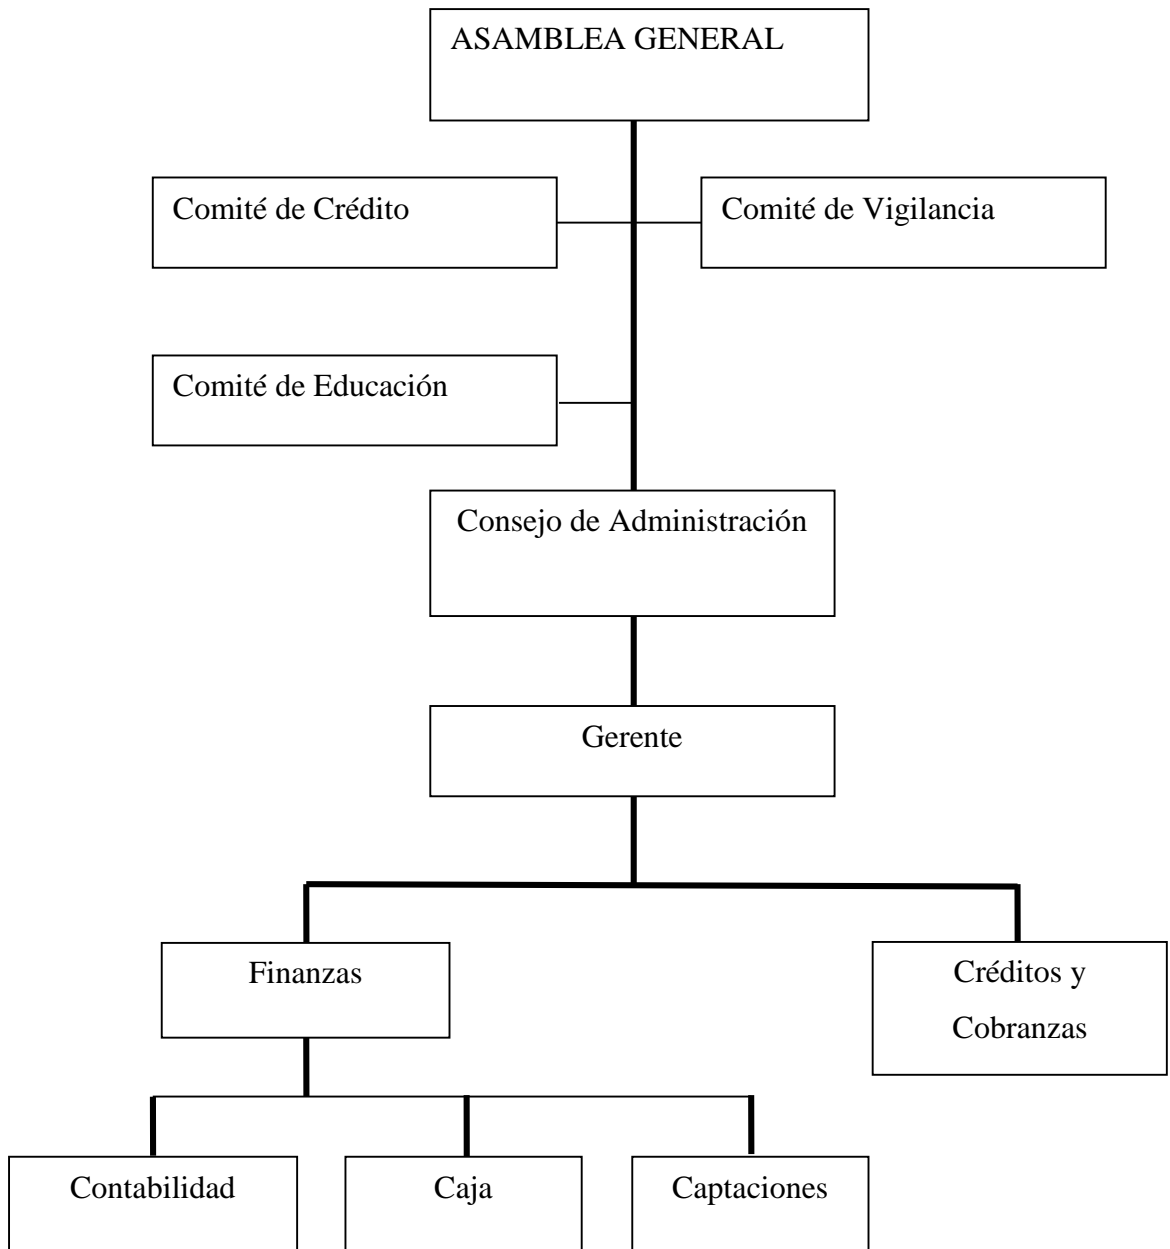 ASAMBLEA GENERAL
Comité de Crédito
Comité de Vigilancia
Comité de Educación
Consejo de Administración
Gerente
Finanzas
Créditos y
Cobranzas
Contabilidad
Caja
Captaciones